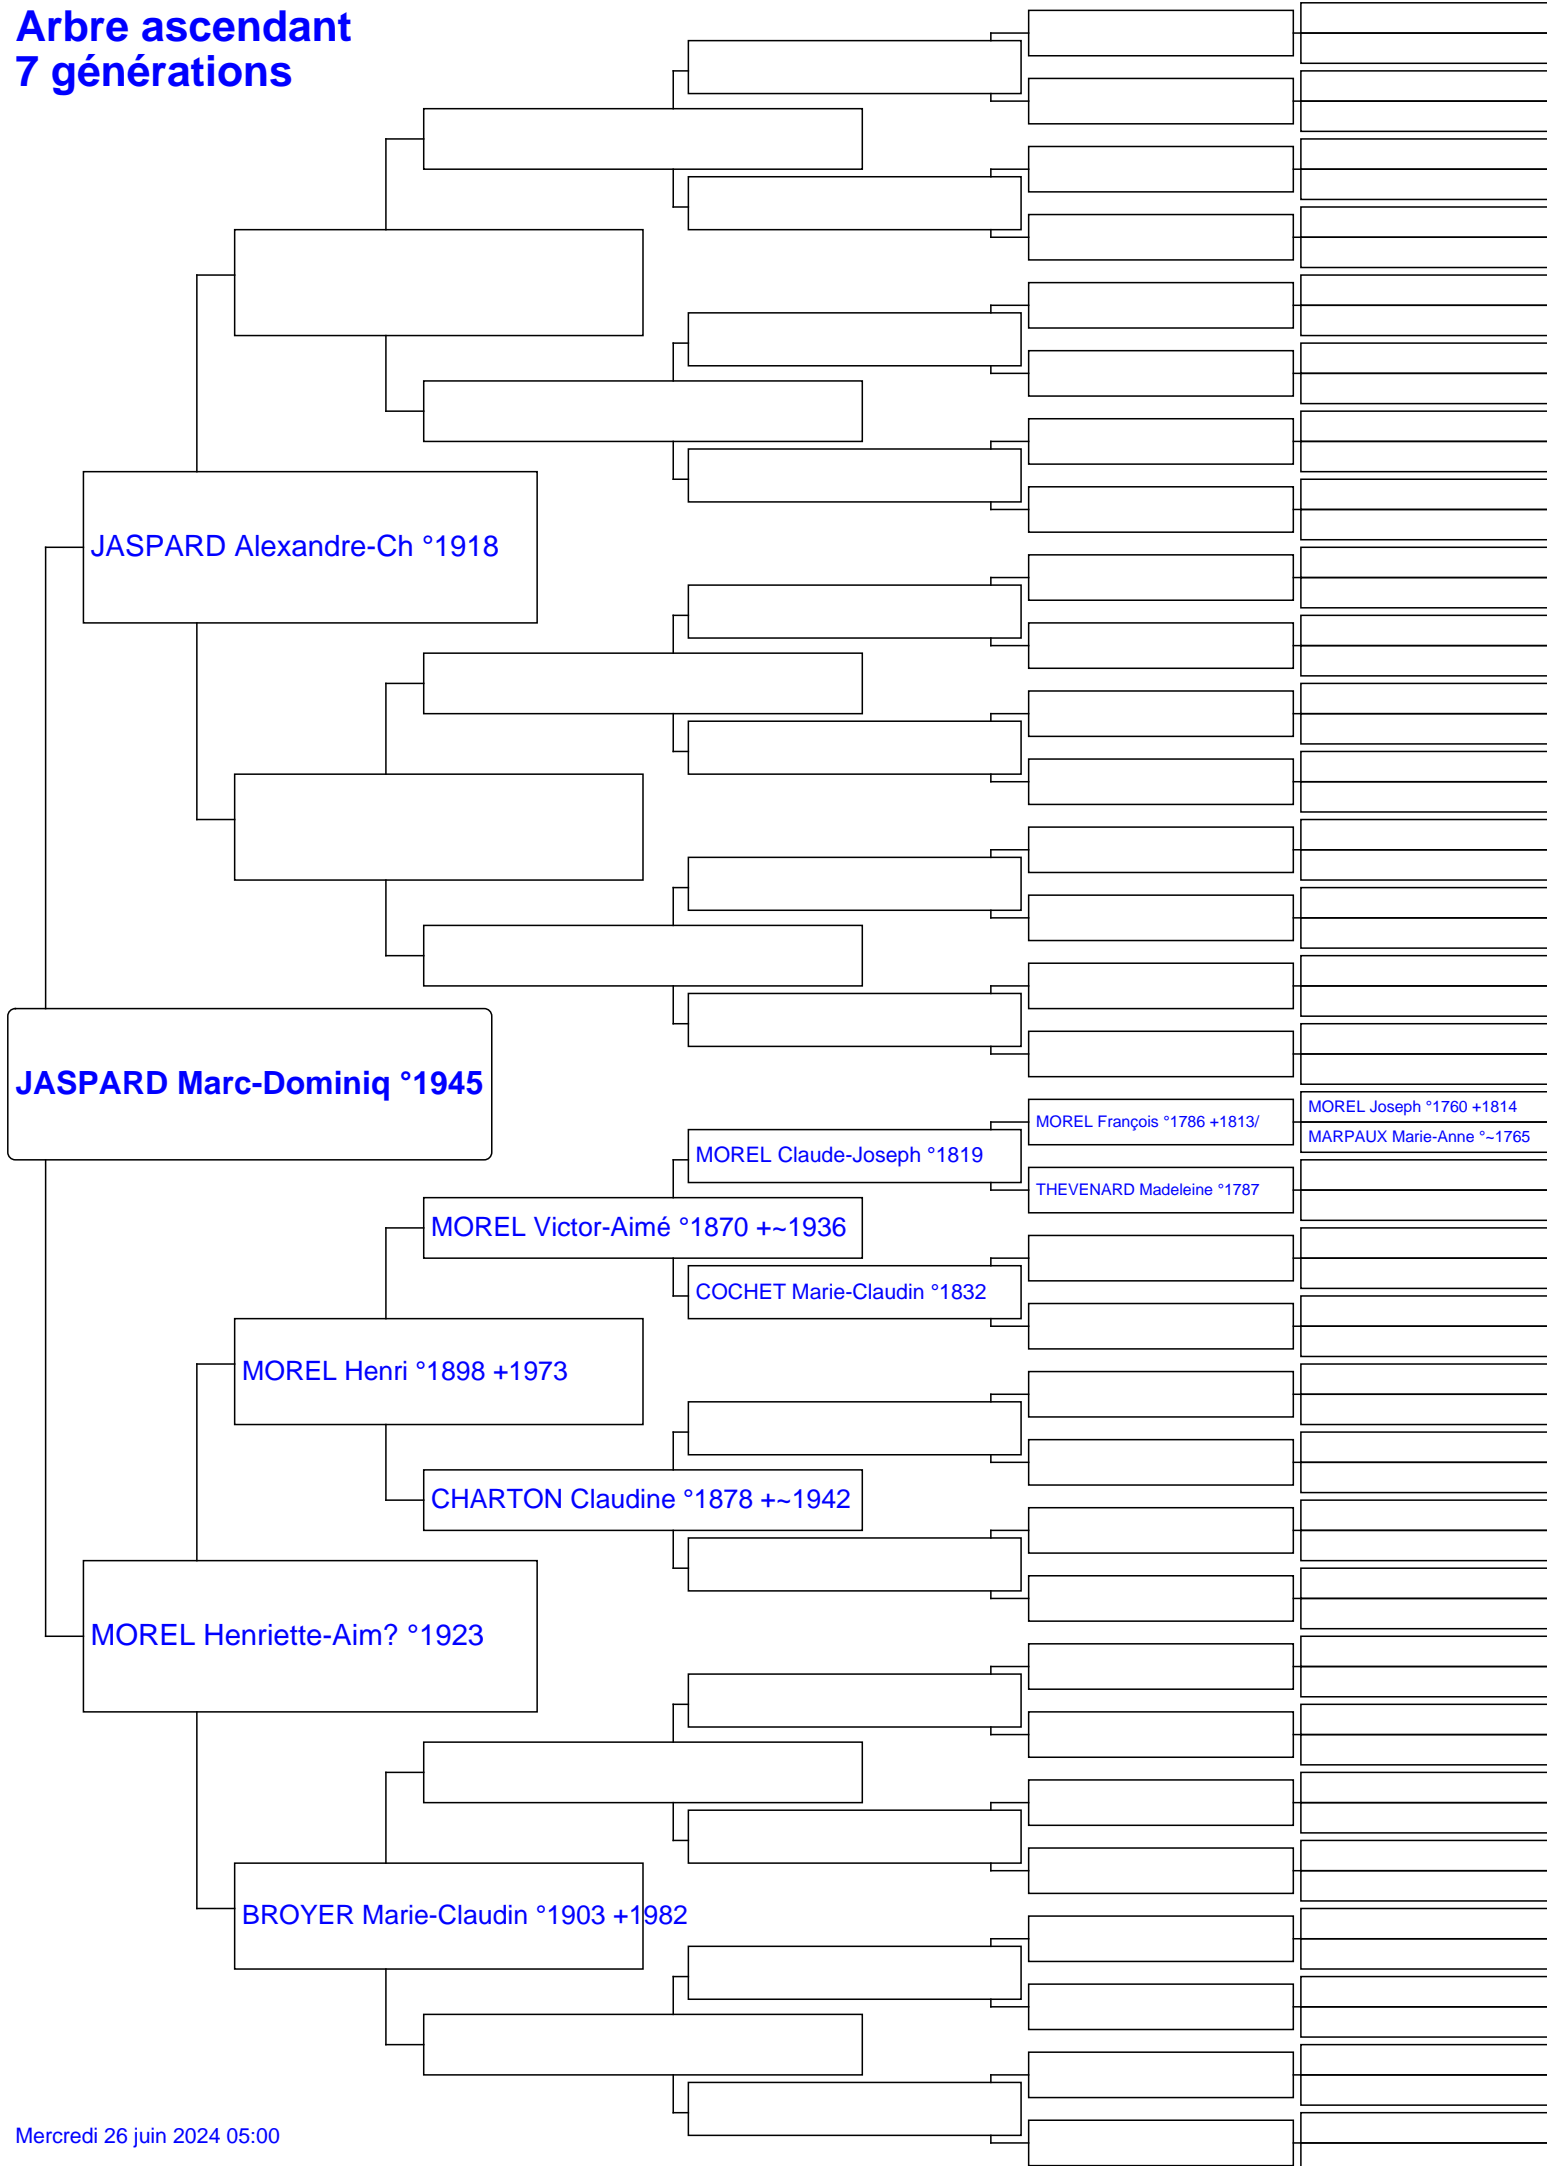 Arbre ascendant
7 générations
JASPARD Alexandre-Ch °1918
JASPARD Marc-Dominiq °1945
MOREL Joseph °1760 +1814
MOREL François °1786 +1813/
MARPAUX Marie-Anne °~1765
MOREL Claude-Joseph °1819
THEVENARD Madeleine °1787
MOREL Victor-Aimé °1870 +~1936
COCHET Marie-Claudin °1832
MOREL Henri °1898 +1973
CHARTON Claudine °1878 +~1942
MOREL Henriette-Aim? °1923
BROYER Marie-Claudin °1903 +1982
Mercredi 26 juin 2024 05:00